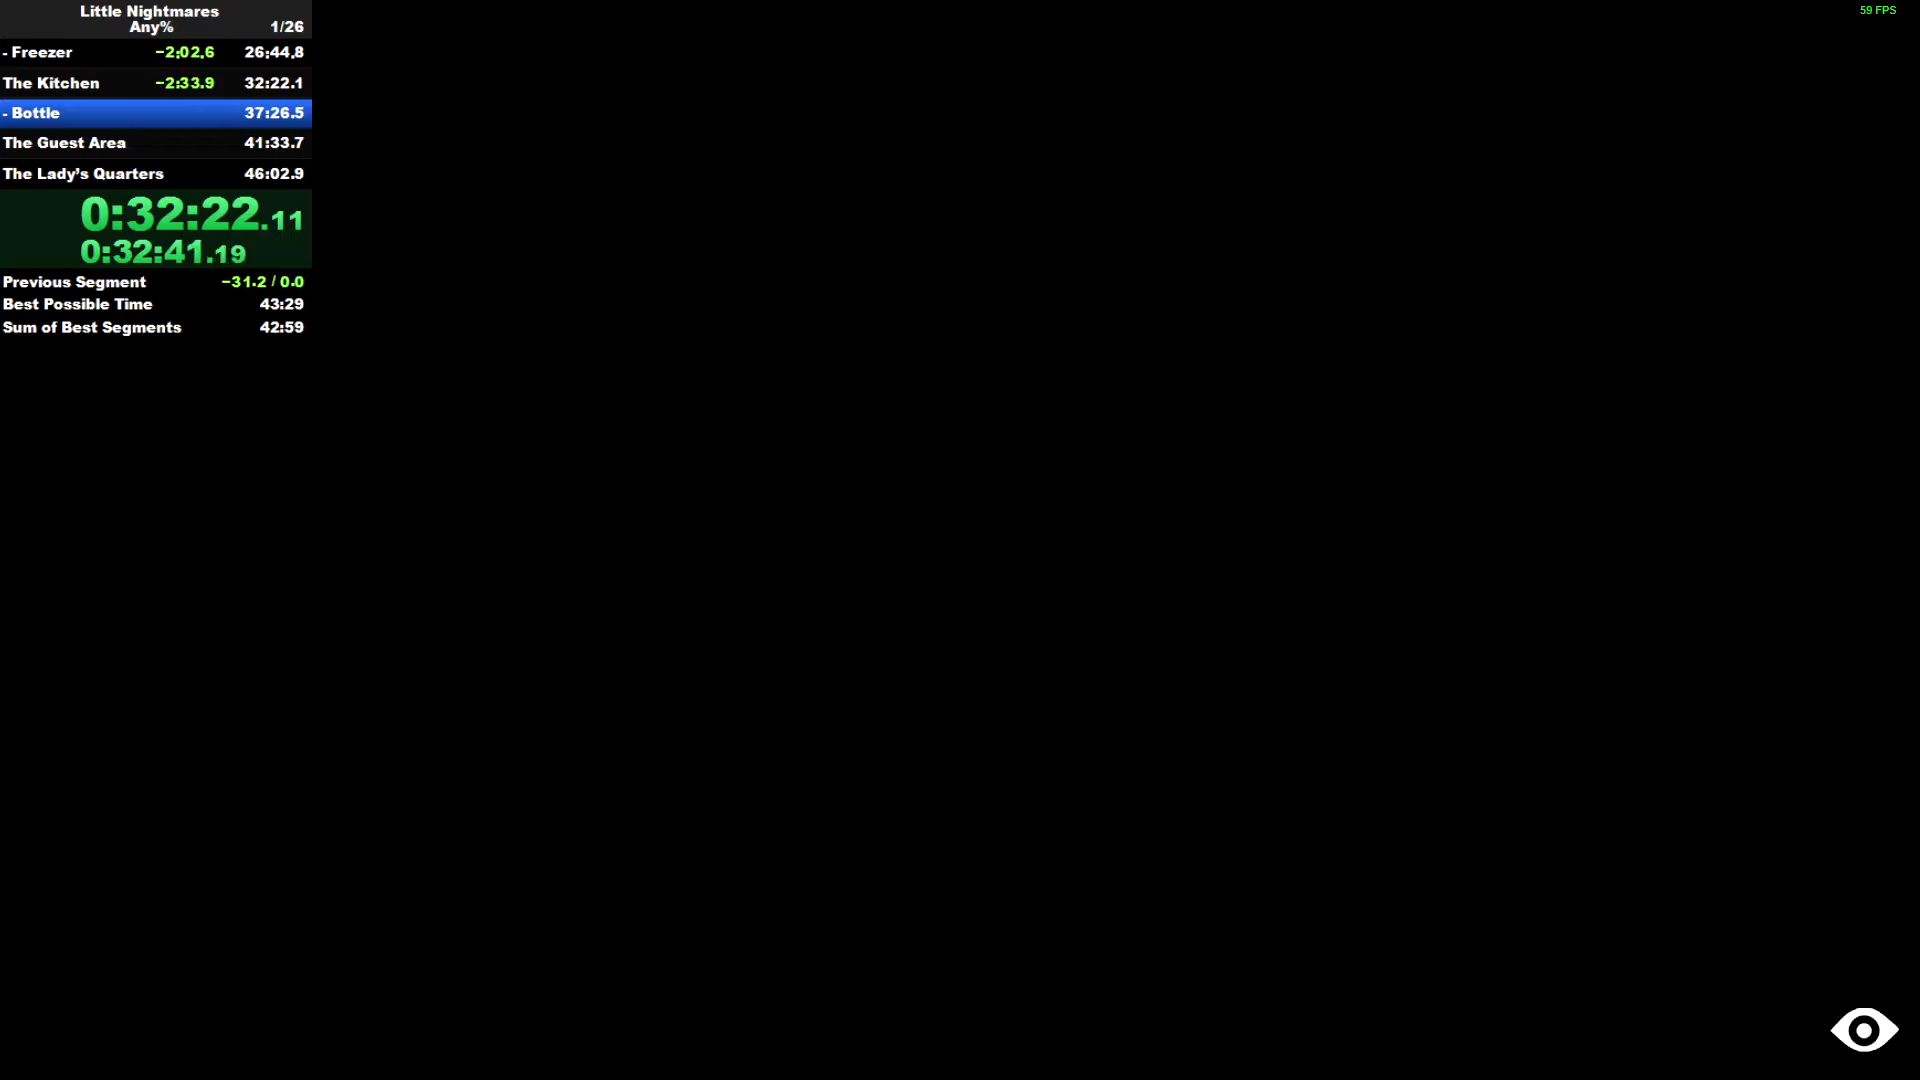 Little Nightmares
Any% 1/26
59 FPS
- Freezer −2:02.6 26:44.8
The Kitchen −2:33.9 32:22.1
- Bottle 37:26.5
The Guest Area 41:33.7
The Lady's Quarters 46:02.9
0:32:22.11
0:32:41.19
Previous Segment −31.2 / 0.0
Best Possible Time 43:29
Sum of Best Segments 42:59